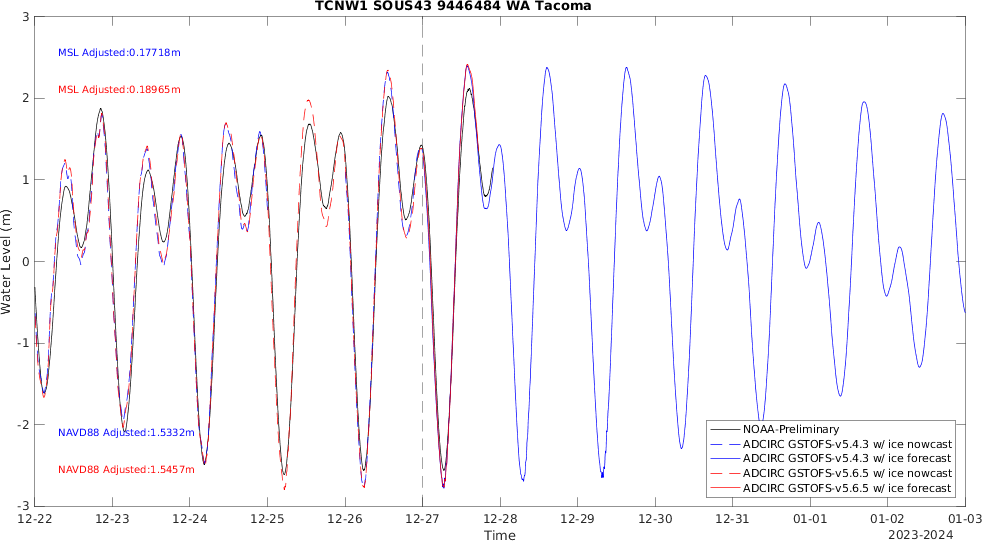 TCNW1 SOUS43 9446484 WA Tacoma
MSL Adjusted:0.17718m
MSL Adjusted:0.18965m
NAVD88 Adjusted:1.5332m
NAVD88 Adjusted:1.5457m
Water Level (m)
3
2
1
0
-1
-2
-3
NOAA-Preliminary
ADCIRC GSTOFS-v5.4.3 w/ ice nowcast
ADCIRC GSTOFS-v5.4.3 w/ ice forecast
ADCIRC GSTOFS-v5.6.5 w/ ice nowcast
ADCIRC GSTOFS-v5.6.5 w/ ice forecast
12-22 12-23 12-24 12-25 12-26 12-27 12-28 12-29 12-30 12-31 01-01 01-02 01-03
Time
2023-2024